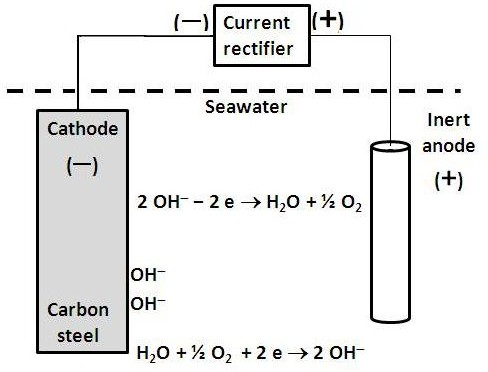 (—) Current (+)
rectifier
Seawater
Cathode
(—)
Inert
anode
(+)
2 OH⁻ – 2 e → H₂O + ½ O₂
OH⁻
OH⁻
Carbon
steel
H₂O + ½ O₂ + 2 e → 2 OH⁻